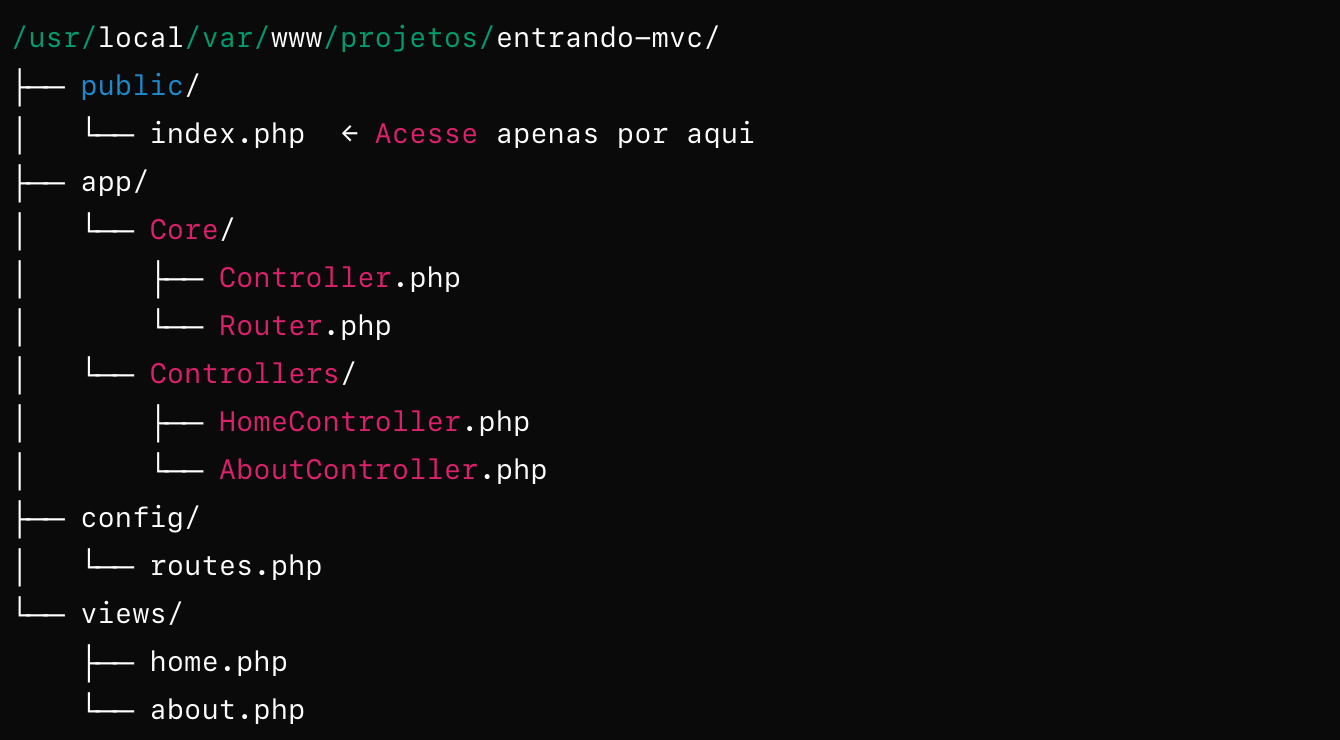 /usr/local/var/www/projetos/entrando-mvc/
├── public/
│   └── index.php  ← Acesse apenas por aqui
├── app/
│   └── Core/
│       ├── Controller.php
│       └── Router.php
│   └── Controllers/
│       ├── HomeController.php
│       └── AboutController.php
├── config/
│   └── routes.php
└── views/
    ├── home.php
    └── about.php